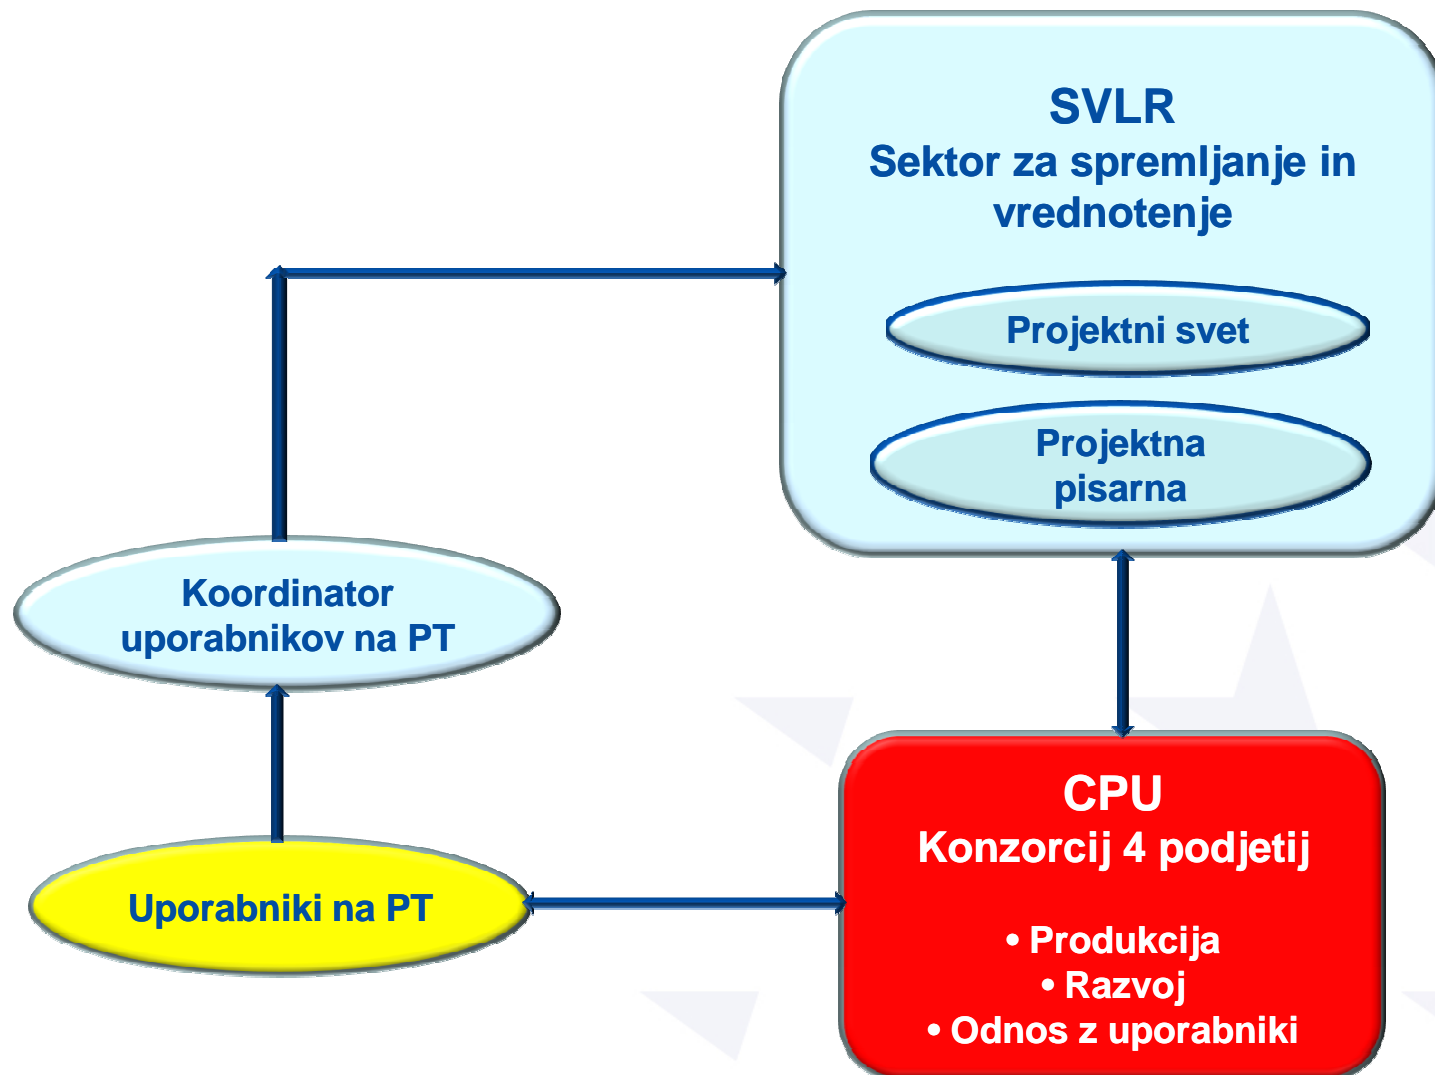 SVLR
Sektor za spremljanje in
vrednotenje
Projektni svet
Projektna
pisarna
Koordinator
uporabnikov na PT
Uporabniki na PT
CPU
Konzorcij 4 podjetij
• Produkcija
• Razvoj
• Odnos z uporabniki